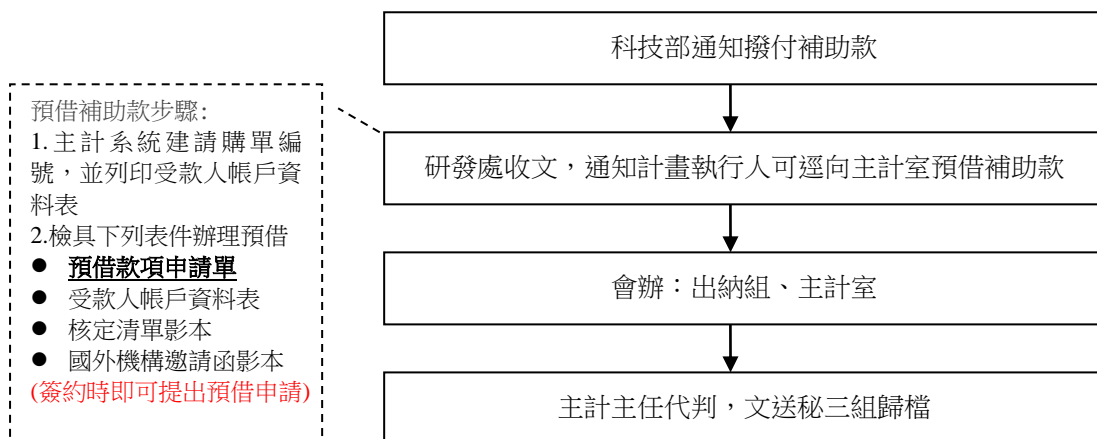 科技部通知撥付補助款
預借補助款步驟:
1.主計系統建請購單編
號，並列印受款人帳戶資
料表
2.檢具下列表件辦理預借
● 預借款項申請單
● 受款人帳戶資料表
● 核定清單影本
● 國外機構邀請函影本
(簽約時即可提出預借申請)
研發處收文，通知計畫執行人可逕向主計室預借補助款
會辦：出納組、主計室
主計主任代判，文送秘三組歸檔